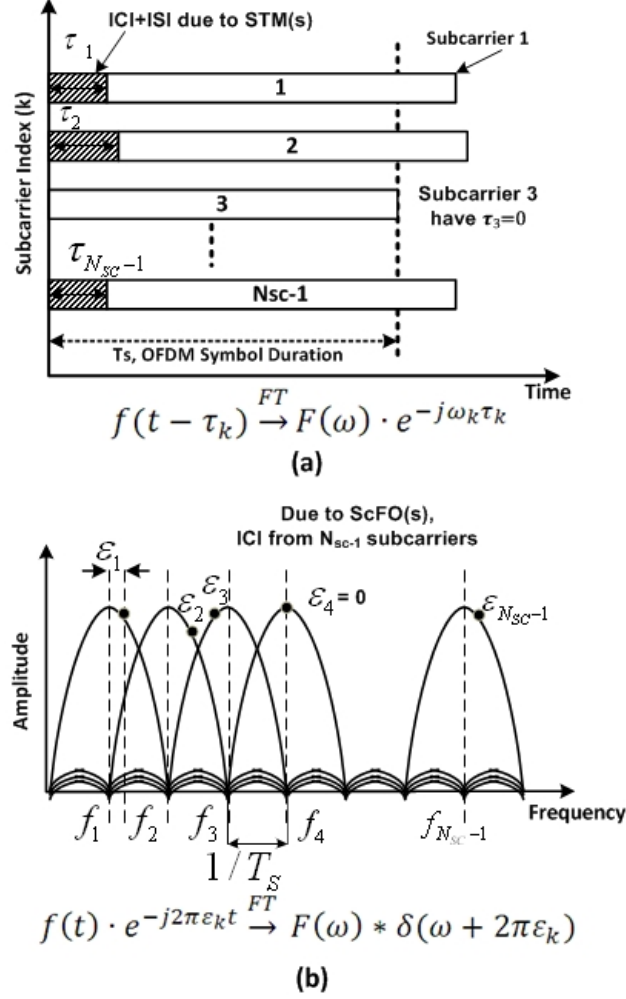 ICI+ISI due to STM(s)
τ 1
Subcarrier 1
1
τ2
2
Subcarrier Index (k)
3
Subcarrier 3
have τ3=0
τNSC-1
Nsc-1
Ts, OFDM Symbol Duration
Time
f(t − τk) FT→ F(ω) · e^−jωkτk
(a)
Due to ScFO(s),
ICI from Nsc-1 subcarriers
ε1
ε2
ε3
ε4 = 0
εNSC-1
Amplitude
Frequency
f1 f2 f3 f4 fNSC-1
1/TS
f(t) · e^−j2πεkt FT→ F(ω) ∗ δ(ω + 2πεk)
(b)